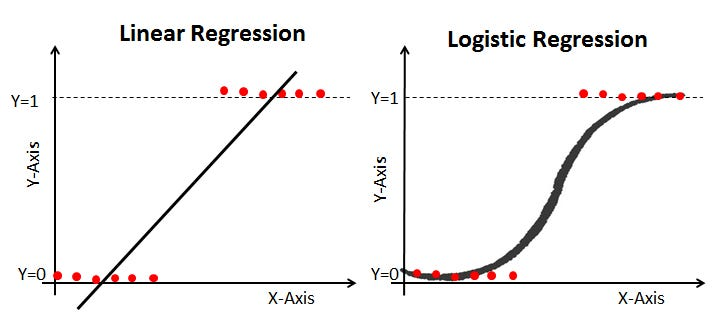 Linear Regression
Y=1
Y-Axis
Y=0
X-Axis
Logistic Regression
Y=1
Y-Axis
Y=0
X-Axis